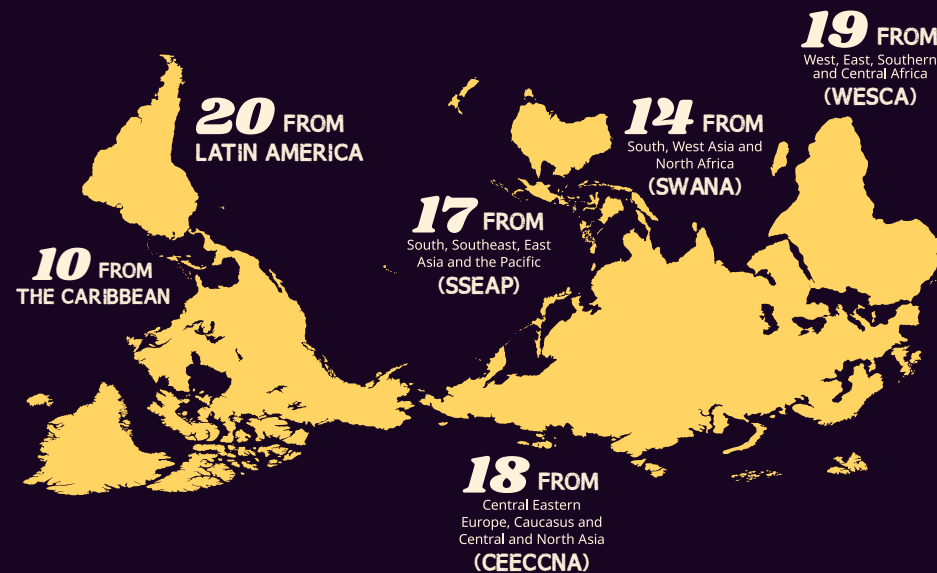 19 FROM
West, East, Southern
and Central Africa
(WESCA)
20 FROM
LATIN AMERICA
14 FROM
South, West Asia and
North Africa
(SWANA)
17 FROM
South, Southeast, East
Asia and the Pacific
(SSEAP)
10 FROM
THE CARIBBEAN
18 FROM
Central Eastern
Europe, Caucasus and
Central and North Asia
(CEECCNA)